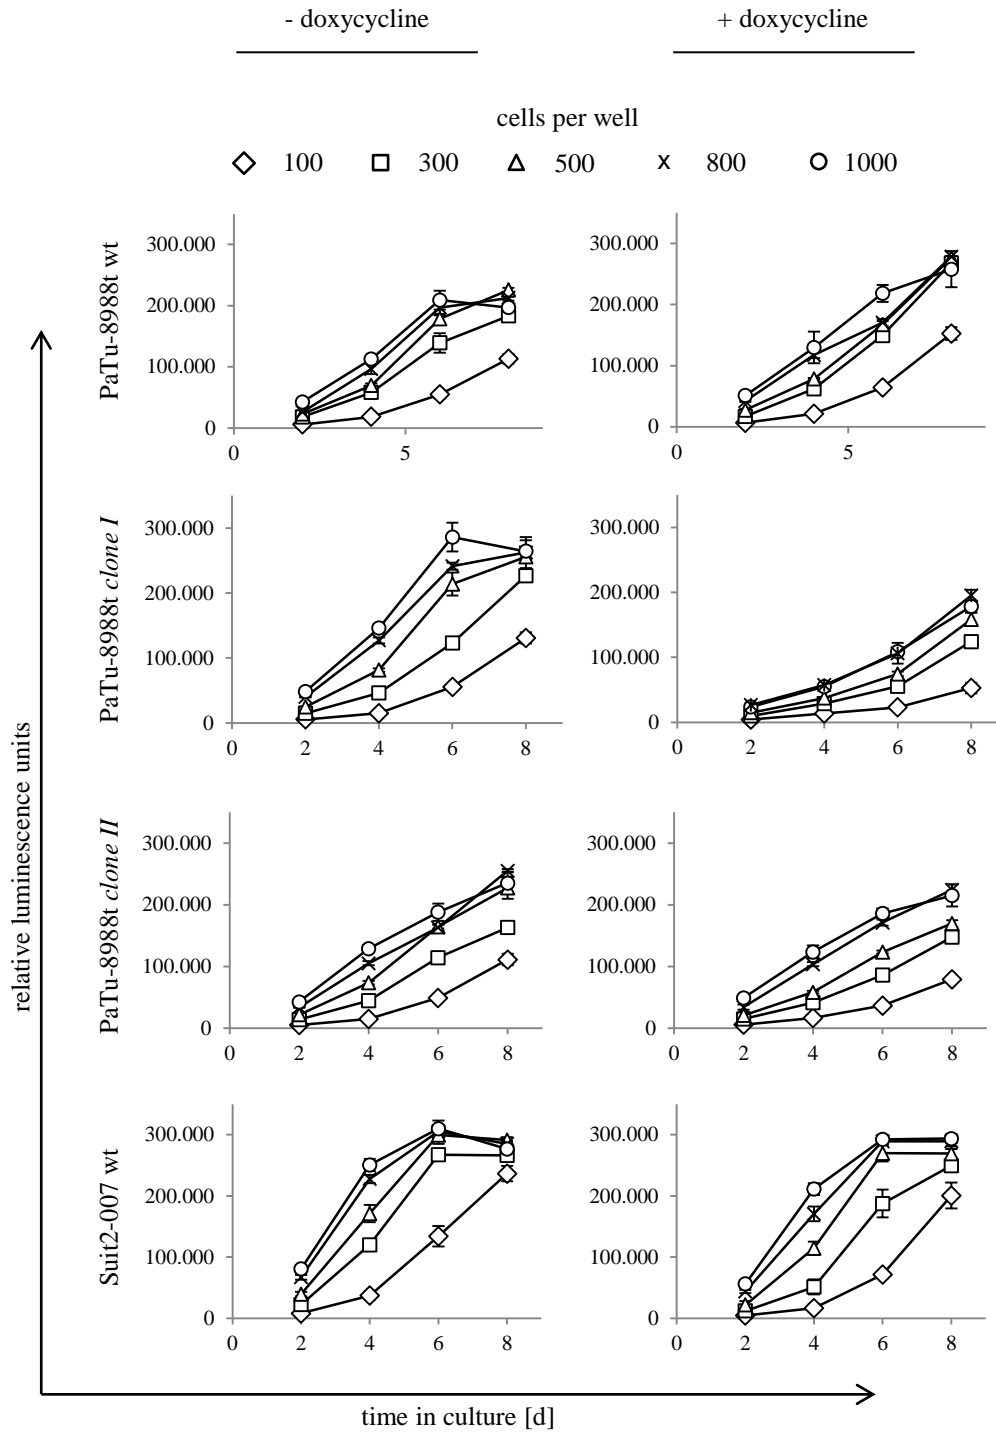 - doxycycline
+ doxycycline
cells per well
100 300 500 x 800 1000
PaTu-8988t wt
300.000
200.000
100.000
0
0 5
300.000
200.000
100.000
0
0 5
PaTu-8988t clone I
300.000
200.000
100.000
0
0 2 4 6 8
300.000
200.000
100.000
0
0 2 4 6 8
PaTu-8988t clone II
300.000
200.000
100.000
0
0 2 4 6 8
300.000
200.000
100.000
0
0 2 4 6 8
Suit2-007 wt
300.000
200.000
100.000
0
0 2 4 6 8
300.000
200.000
100.000
0
0 2 4 6 8
relative luminescence units
time in culture [d]